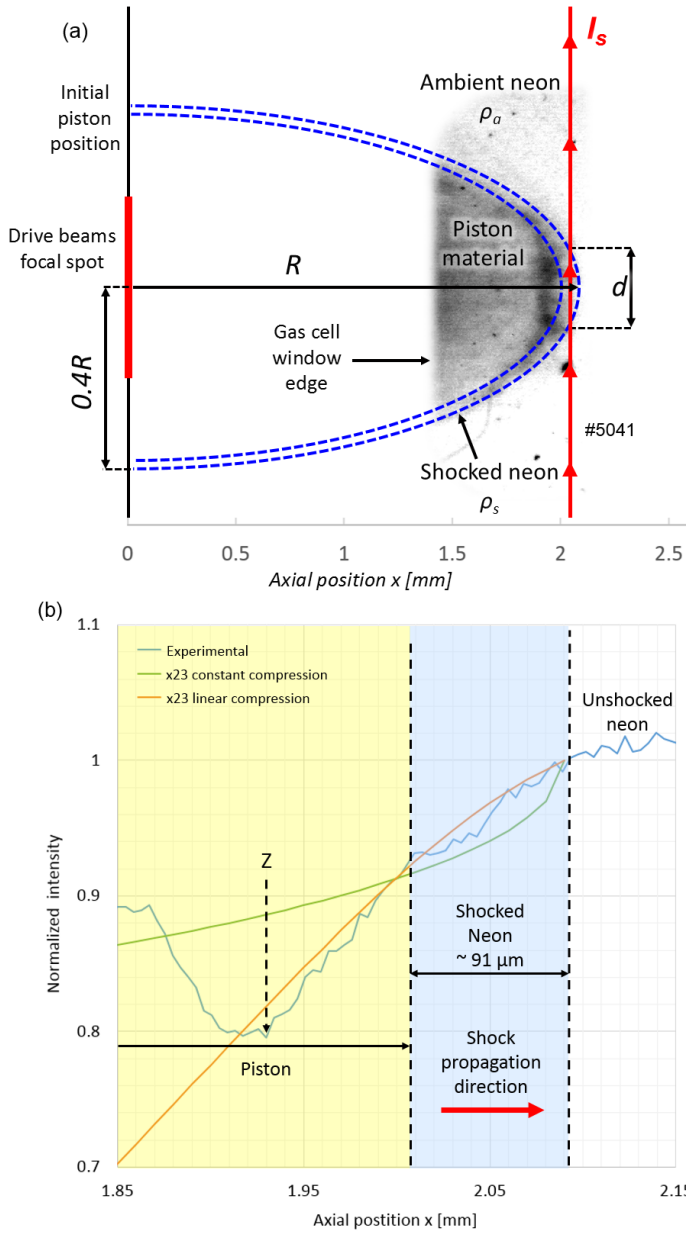 (a)
I_s
Ambient neon
ρ_a
Initial
piston
position
Drive beams
focal spot
Piston
material
R
d
0.4R
Gas cell
window
edge
#5041
Shocked neon
ρ_s
0 0.5 1 1.5 2 2.5
Axial position x [mm]
(b)
1.1
Experimental
x23 constant compression
x23 linear compression
Unshocked
neon
1
Z
0.9
Normalized intensity
Shocked
Neon
~ 91 µm
0.8
Piston
Shock
propagation
direction
0.7
1.85 1.95 2.05 2.15
Axial postition x [mm]